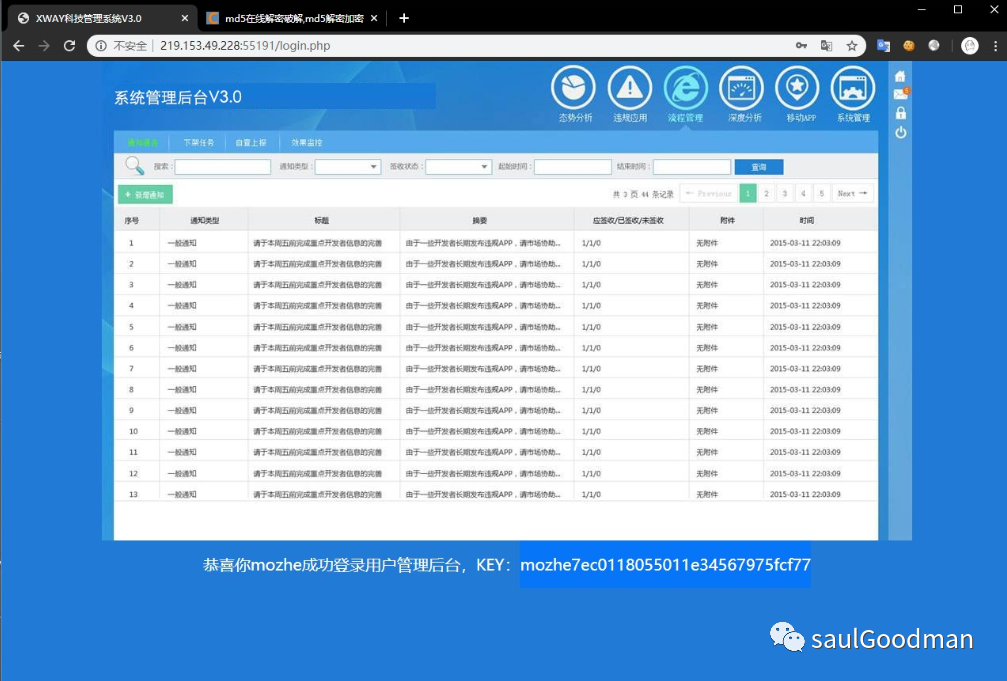 XWAY科技管理系统V3.0
md5在线解密破解,md5解密加密
不安全 219.153.49.228:55191/login.php
系统管理后台V3.0
态势分析 违规应用 流程管理 深度分析 移动APP 系统管理
通知通告 下架任务 自查上报 效果监控
搜索： 通知类型： 签收状态： 起始时间： 结束时间： 查询
+ 新增通知 共 3 页 44 条记录 ← Previous 1 2 3 4 5 Next →
序号 通知类型 标题 摘要 应签收/已签收/未签收 附件 时间
1 一般通知 请于本周五前完成重点开发者信息的完善 由于一些开发者长期发布违规APP，请市场协助... 1/1/0 无附件 2015-03-11 22:03:09
2 一般通知 请于本周五前完成重点开发者信息的完善 由于一些开发者长期发布违规APP，请市场协助... 1/1/0 无附件 2015-03-11 22:03:09
3 一般通知 请于本周五前完成重点开发者信息的完善 由于一些开发者长期发布违规APP，请市场协助... 1/1/0 无附件 2015-03-11 22:03:09
4 一般通知 请于本周五前完成重点开发者信息的完善 由于一些开发者长期发布违规APP，请市场协助... 1/1/0 无附件 2015-03-11 22:03:09
5 一般通知 请于本周五前完成重点开发者信息的完善 由于一些开发者长期发布违规APP，请市场协助... 1/1/0 无附件 2015-03-11 22:03:09
6 一般通知 请于本周五前完成重点开发者信息的完善 由于一些开发者长期发布违规APP，请市场协助... 1/1/0 无附件 2015-03-11 22:03:09
7 一般通知 请于本周五前完成重点开发者信息的完善 由于一些开发者长期发布违规APP，请市场协助... 1/1/0 无附件 2015-03-11 22:03:09
8 一般通知 请于本周五前完成重点开发者信息的完善 由于一些开发者长期发布违规APP，请市场协助... 1/1/0 无附件 2015-03-11 22:03:09
9 一般通知 请于本周五前完成重点开发者信息的完善 由于一些开发者长期发布违规APP，请市场协助... 1/1/0 无附件 2015-03-11 22:03:09
10 一般通知 请于本周五前完成重点开发者信息的完善 由于一些开发者长期发布违规APP，请市场协助... 1/1/0 无附件 2015-03-11 22:03:09
11 一般通知 请于本周五前完成重点开发者信息的完善 由于一些开发者长期发布违规APP，请市场协助... 1/1/0 无附件 2015-03-11 22:03:09
12 一般通知 请于本周五前完成重点开发者信息的完善 由于一些开发者长期发布违规APP，请市场协助... 1/1/0 无附件 2015-03-11 22:03:09
13 一般通知 请于本周五前完成重点开发者信息的完善 由于一些开发者长期发布违规APP，请市场协助... 1/1/0 无附件 2015-03-11 22:03:09
恭喜你mozhe成功登录用户管理后台，KEY：mozhe7ec0118055011e34567975fcf77
saulGoodman